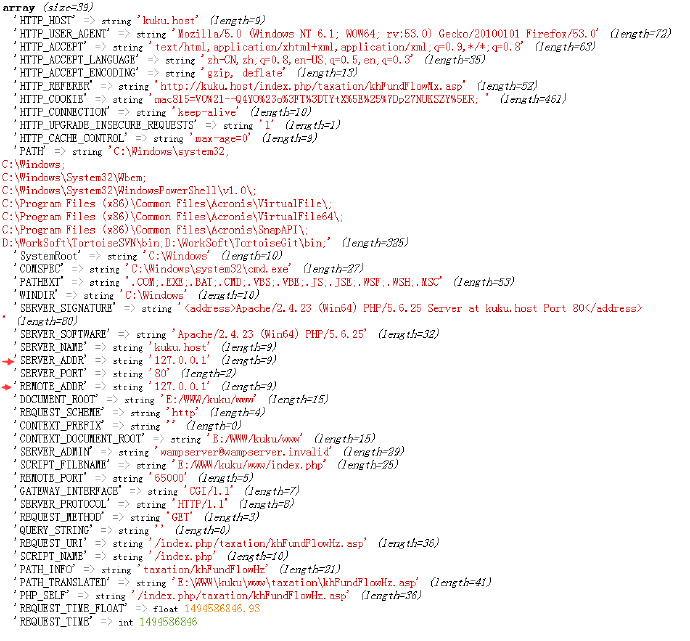 array (size=39)
'HTTP_HOST' => string 'kuku.host' (length=9)
'HTTP_USER_AGENT' => string 'Mozilla/5.0 (Windows NT 6.1; WOW64; rv:53.0) Gecko/20100101 Firefox/53.0' (length=72)
'HTTP_ACCEPT' => string 'text/html,application/xhtml+xml,application/xml;q=0.9,*/*;q=0.8' (length=63)
'HTTP_ACCEPT_LANGUAGE' => string 'zh-CN,zh;q=0.8,en-US;q=0.5,en;q=0.3' (length=35)
'HTTP_ACCEPT_ENCODING' => string 'gzip, deflate' (length=13)
'HTTP_REFERER' => string 'http://kuku.host/index.php/taxation/khFundFlowMx.asp' (length=52)
'HTTP_COOKIE' => string (length=451)
'HTTP_CONNECTION' => string 'keep-alive' (length=10)
'HTTP_UPGRADE_INSECURE_REQUESTS' => string '1' (length=1)
'HTTP_CACHE_CONTROL' => string 'max-age=0' (length=9)
'PATH' => string 'C:\Windows\system32;
C:\Windows;
C:\Windows\System32\Wbem;
C:\Windows\System32\WindowsPowerShell\v1.0\;
C:\Program Files (x86)\Common Files\Acronis\VirtualFile\;
C:\Program Files (x86)\Common Files\Acronis\VirtualFile64\;
C:\Program Files (x86)\Common Files\Acronis\SnapAPI\;
D:\WorkSoft\TortoiseSVN\bin;D:\WorkSoft\TortoiseGit\bin;' (length=325)
'SystemRoot' => string 'C:\Windows' (length=10)
'COMSPEC' => string 'C:\Windows\system32\cmd.exe' (length=27)
'PATHEXT' => string '.COM;.EXE;.BAT;.CMD;.VBS;.VBE;.JS;.JSE;.WSF;.WSH;.MSC' (length=53)
'WINDIR' => string 'C:\Windows' (length=10)
'SERVER_SIGNATURE' => string '<address>Apache/2.4.23 (Win64) PHP/5.6.25 Server at kuku.host Port 80</address>
' (length=80)
'SERVER_SOFTWARE' => string 'Apache/2.4.23 (Win64) PHP/5.6.25' (length=32)
'SERVER_NAME' => string 'kuku.host' (length=9)
'SERVER_ADDR' => string '127.0.0.1' (length=9)
'SERVER_PORT' => string '80' (length=2)
'REMOTE_ADDR' => string '127.0.0.1' (length=9)
'DOCUMENT_ROOT' => string 'E:/WWW/kuku/www' (length=15)
'REQUEST_SCHEME' => string 'http' (length=4)
'CONTEXT_PREFIX' => string '' (length=0)
'CONTEXT_DOCUMENT_ROOT' => string 'E:/WWW/kuku/www' (length=15)
'SERVER_ADMIN' => string 'wampserver@wampserver.invalid' (length=29)
'SCRIPT_FILENAME' => string 'E:/WWW/kuku/www/index.php' (length=25)
'REMOTE_PORT' => string '65000' (length=5)
'GATEWAY_INTERFACE' => string 'CGI/1.1' (length=7)
'SERVER_PROTOCOL' => string 'HTTP/1.1' (length=8)
'REQUEST_METHOD' => string 'GET' (length=3)
'QUERY_STRING' => string '' (length=0)
'REQUEST_URI' => string '/index.php/taxation/khFundFlowHz.asp' (length=36)
'SCRIPT_NAME' => string '/index.php' (length=10)
'PATH_INFO' => string 'taxation/khFundFlowHz' (length=21)
'PATH_TRANSLATED' => string 'E:\WWW\kuku\www\taxation\khFundFlowHz.asp' (length=41)
'PHP_SELF' => string '/index.php/taxation/khFundFlowHz.asp' (length=36)
'REQUEST_TIME_FLOAT' => float 1494586846.93
'REQUEST_TIME' => int 1494586846